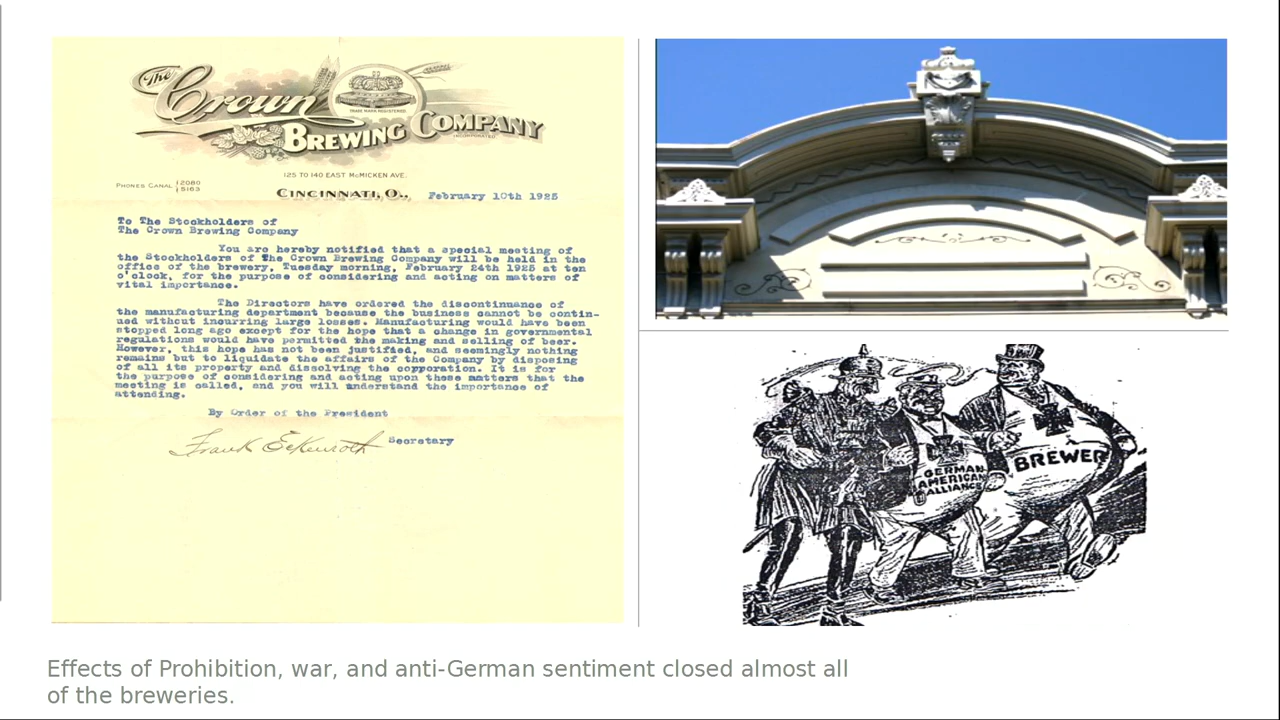 The Crown
TRADE MARK REGISTERED
BREWING COMPANY
INCORPORATED
125 TO 140 EAST McMICKEN AVE.
PHONES CANAL 2080
5163
CINCINNATI, O., February 10th 1925
To The Stockholders of
The Crown Brewing Company
You are hereby notified that a special meeting of
the Stockholders of The Crown Brewing Company will be held in the
office of the brewery, Tuesday morning, February 24th 1925 at ten
o'clock, for the purpose of considering and acting on matters of
vital importance.
The Directors have ordered the discontinuance of
the manufacturing department because the business cannot be contin-
ued without incurring large losses. Manufacturing would have been
stopped long ago except for the hope that a change in governmental
regulations would have permitted the making and selling of beer.
However, this hope has not been justified, and seemingly nothing
remains but to liquidate the affairs of the Company by disposing
of all its property and dissolving the corporation. It is for
the purpose of considering and acting upon these matters that the
meeting is called, and you will understand the importance of
attending.
By Order of the President
Frank Eckenroth Secretary
GERMAN
AMERICAN
ALLIANCE
BREWER
Effects of Prohibition, war, and anti-German sentiment closed almost all
of the breweries.